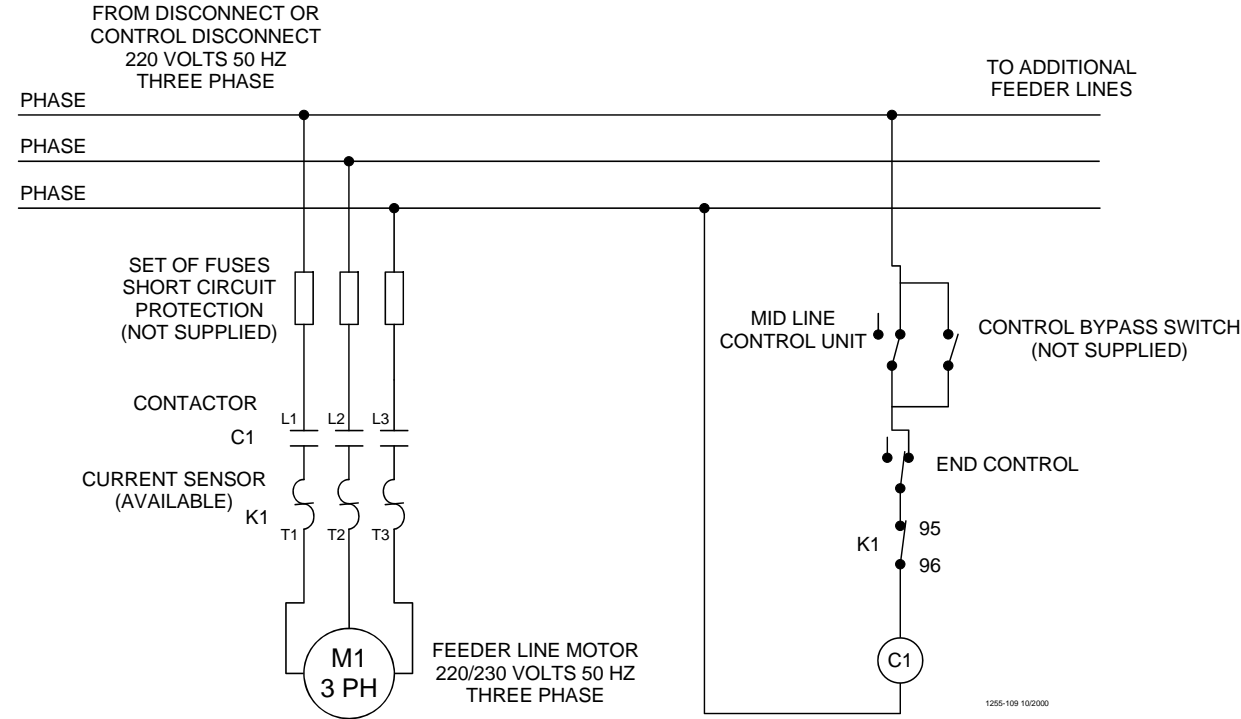 FROM DISCONNECT OR
CONTROL DISCONNECT
220 VOLTS 50 HZ
THREE PHASE
TO ADDITIONAL
FEEDER LINES
PHASE
PHASE
PHASE
SET OF FUSES
SHORT CIRCUIT
PROTECTION
(NOT SUPPLIED)
MID LINE
CONTROL UNIT
CONTROL BYPASS SWITCH
(NOT SUPPLIED)
CONTACTOR
C1
L1
L2
L3
CURRENT SENSOR
(AVAILABLE)
K1
T1
T2
T3
END CONTROL
K1
95
96
M1
3 PH
FEEDER LINE MOTOR
220/230 VOLTS 50 HZ
THREE PHASE
C1
1255-109 10/2000